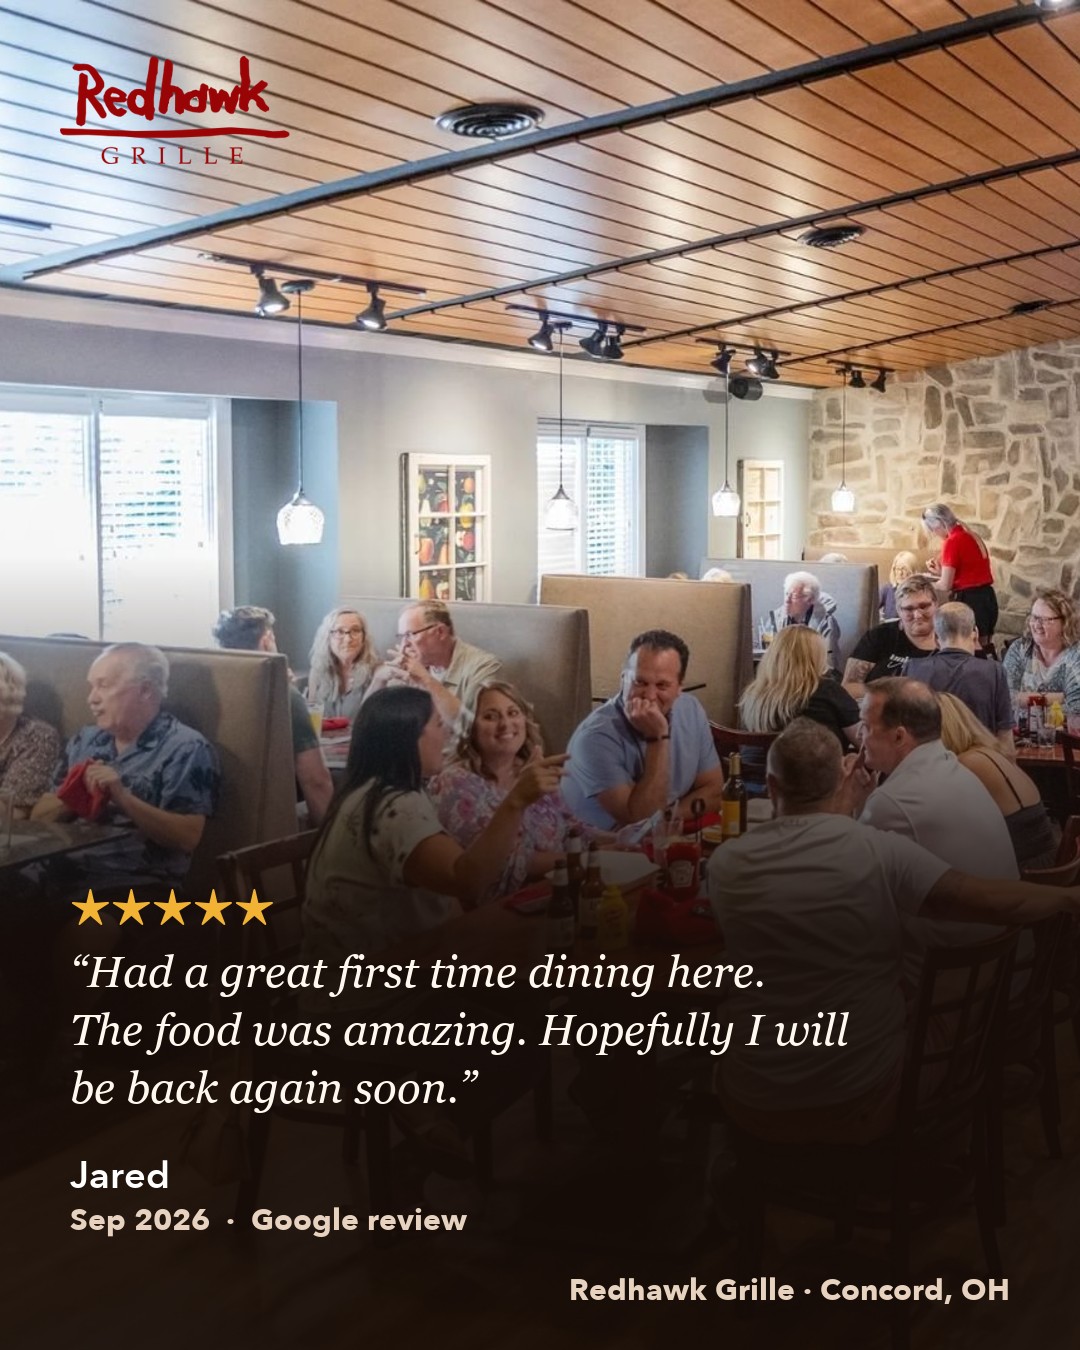 Redhawk
GRILLE
★★★★★
“Had a great first time dining here.
The food was amazing. Hopefully I will
be back again soon.”
Jared
Sep 2026 · Google review
Redhawk Grille · Concord, OH